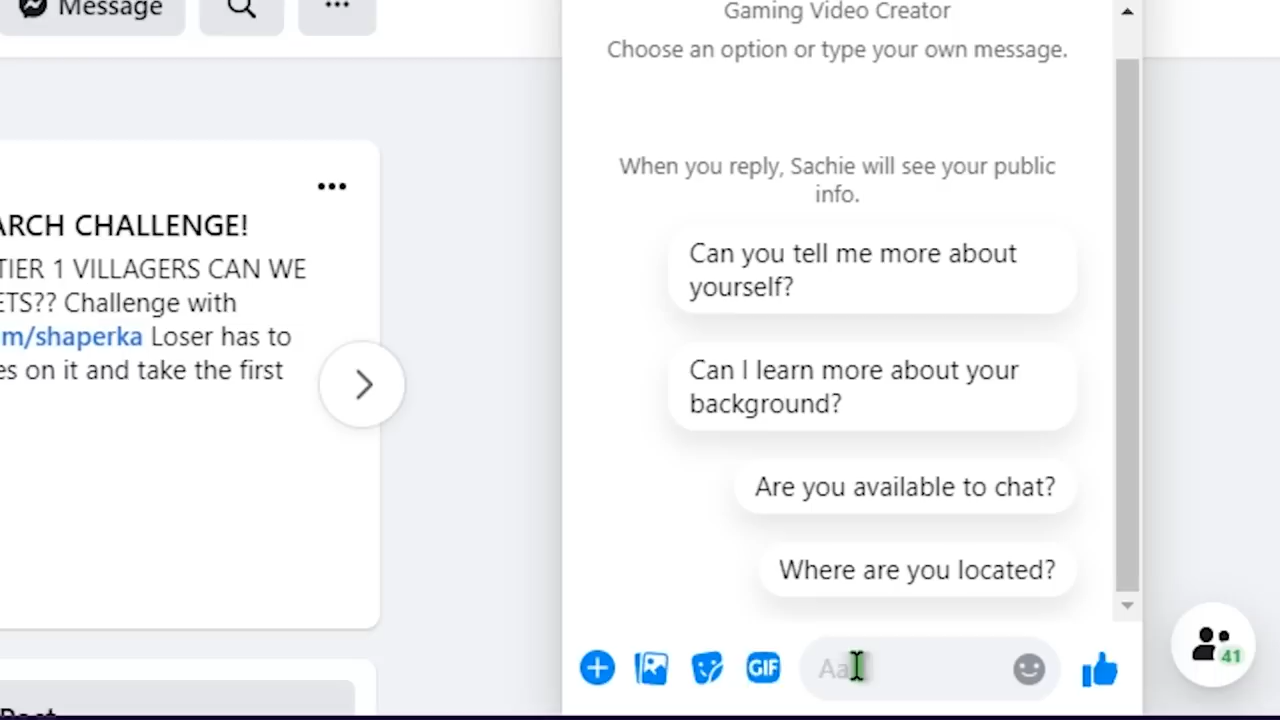 Message
ARCH CHALLENGE!
TIER 1 VILLAGERS CAN WE
ETS?? Challenge with
m/shaperka Loser has to
es on it and take the first
Gaming Video Creator
Choose an option or type your own message.
When you reply, Sachie will see your public
info.
Can you tell me more about
yourself?
Can I learn more about your
background?
Are you available to chat?
Where are you located?
GIF
Aa
41